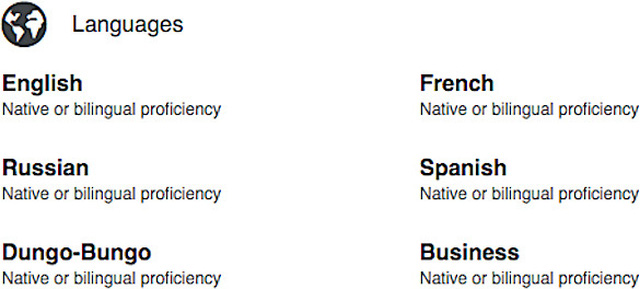 Languages
English
Native or bilingual proficiency
French
Native or bilingual proficiency
Russian
Native or bilingual proficiency
Spanish
Native or bilingual proficiency
Dungo-Bungo
Native or bilingual proficiency
Business
Native or bilingual proficiency